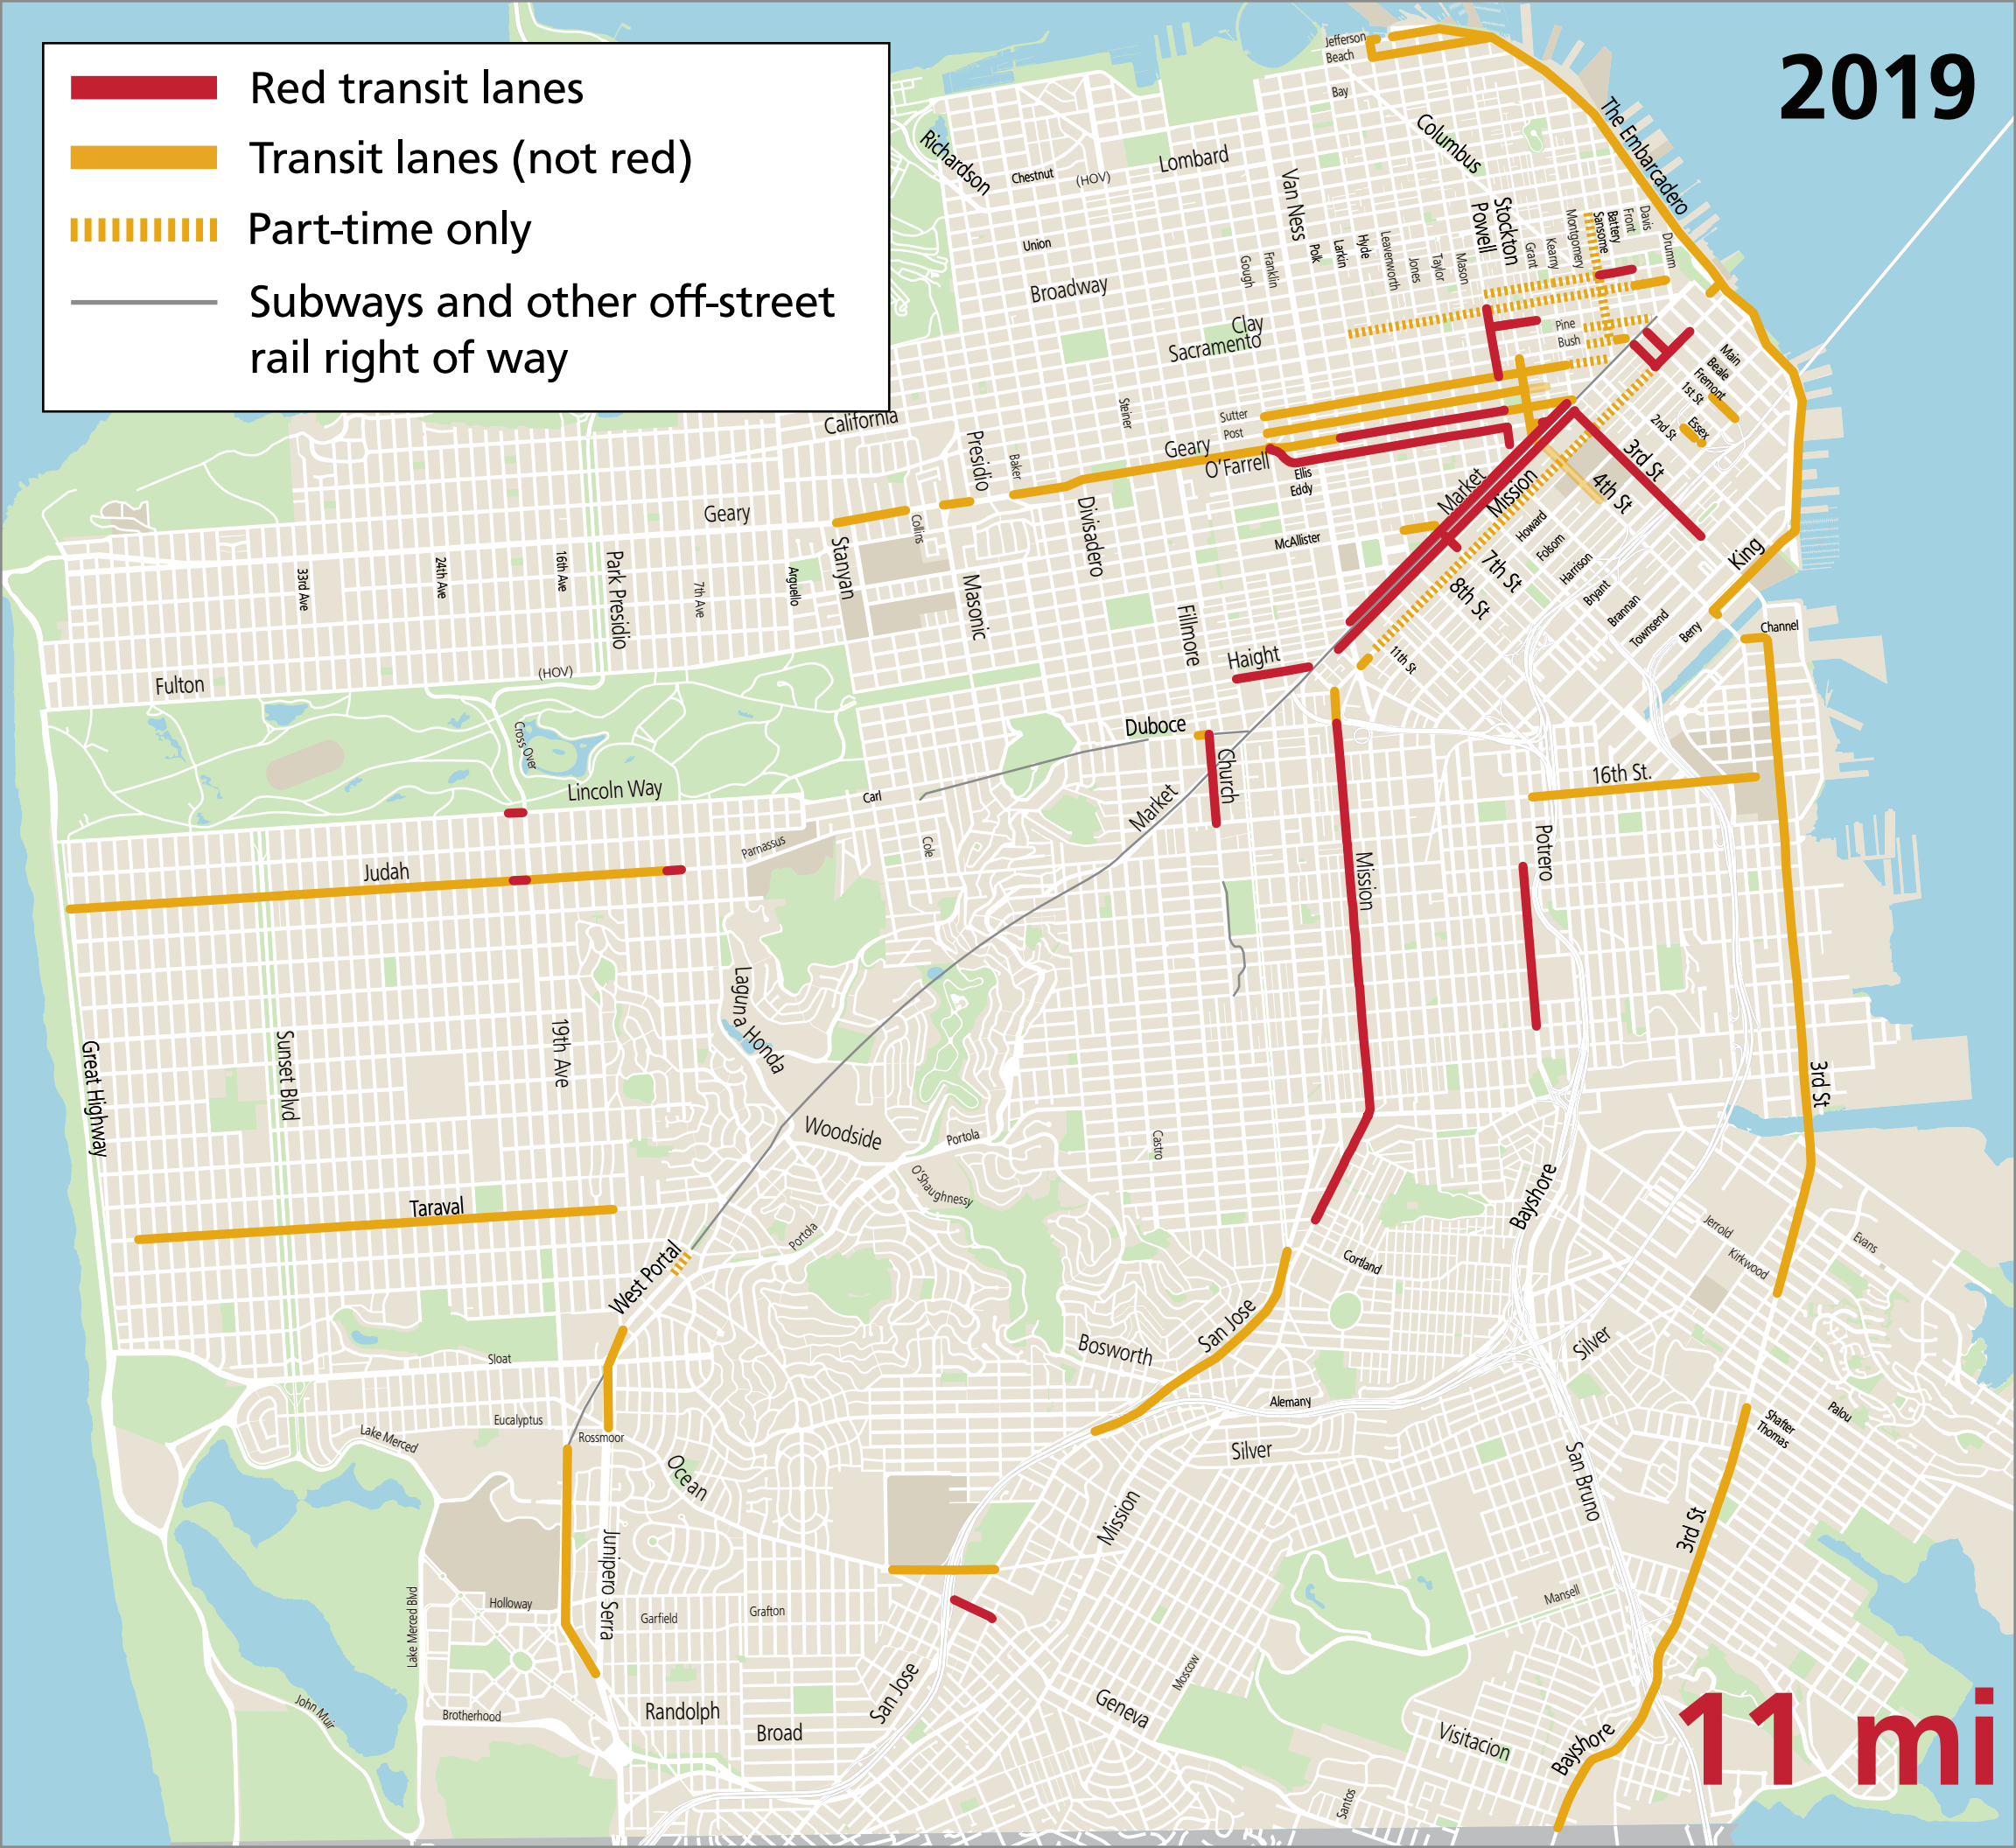 2019
Red transit lanes
Transit lanes (not red)
Part-time only
Subways and other off-street
rail right of way
Jefferson
Beach
Bay
Columbus
The Embarcadero
Richardson
Chestnut
(HOV)
Lombard
Van Ness
Stockton
Powell
Union
Broadway
Gough
Franklin
Polk
Larkin
Hyde
Leavenworth
Jones
Taylor
Mason
Grant
Kearny
Montgomery
Sansome
Battery
Front
Davis
Drumm
Clay
Sacramento
Pine
Bush
Main
Beale
Fremont
1st St
Essex
2nd St
California
Presidio
Baker
Steiner
Sutter
Post
Geary
O'Farrell
Ellis
Eddy
Market
Mission
3rd St
4th St
Geary
Stanyan
Collins
Divisadero
McAllister
Howard
Folsom
Harrison
Bryant
Brannan
Townsend
Berry
King
Channel
7th St
8th St
11th St
33rd Ave
24th Ave
16th Ave
Park Presidio
7th Ave
Arguello
Masonic
Fillmore
Haight
Fulton
(HOV)
Cross Over
Duboce
Church
Market
Lincoln Way
Carl
Parnassus
Cole
Judah
16th St.
Potrero
Mission
Laguna Honda
Great Highway
Sunset Blvd
19th Ave
3rd St
Woodside
Portola
O'Shaughnessy
Castro
Bayshore
Taraval
West Portal
Portola
Cortland
Jerrold
Kirkwood
Evans
San Jose
Bosworth
Silver
Sloat
Alemany
Eucalyptus
Rossmoor
Lake Merced
Silver
Shafter
Thomas
Palou
Ocean
Mission
San Bruno
3rd St
Junipero Serra
Holloway
Garfield
Grafton
Mansell
Lake Merced Blvd
San Jose
Moscow
Geneva
John Muir
Brotherhood
Randolph
Broad
Visitacion
Bayshore
Santos
11 mi